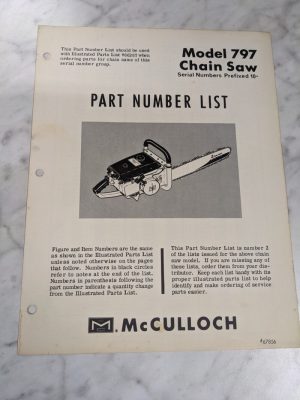 This Part Number List should be used
with Illustrated Parts List when
ordering parts for chain saw of this
serial number group.
Model 797
Chain Saw
Serial Numbers Prefixed 10-
PART NUMBER LIST
Figure and Item Numbers are the same
as shown in the Illustrated Parts List
unless noted otherwise on the pages
that follow. Numbers in black circles
refer to notes at the end of the list.
Numbers in parenthesis following the
part number indicate a quantity change
from the Illustrated Parts List.
This Part Number List is number 2
of the lists issued for the above chain
saw model. If you are missing any of
these lists, order them from your dis-
tributor. Keep each list handy with its
proper illustrated parts list to help
identify and make ordering of service
parts easier.
McCULLOCH